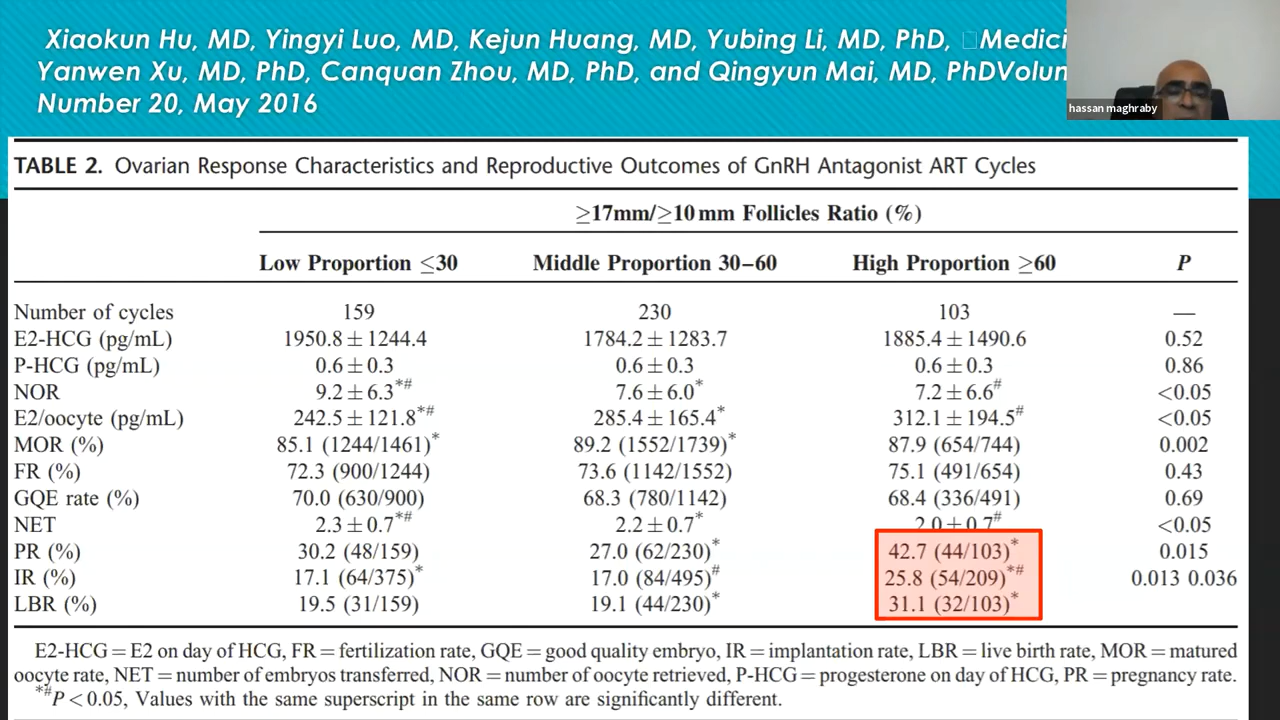 Xiaokun Hu, MD, Yingyi Luo, MD, Kejun Huang, MD, Yubing Li, MD, PhD, Medici
Yanwen Xu, MD, PhD, Canquan Zhou, MD, PhD, and Qingyun Mai, MD, PhDVolun
Number 20, May 2016
hassan maghraby
TABLE 2. Ovarian Response Characteristics and Reproductive Outcomes of GnRH Antagonist ART Cycles
≥17mm/≥10 mm Follicles Ratio (%)
Low Proportion ≤30 Middle Proportion 30–60 High Proportion ≥60 P
Number of cycles 159 230 103 —
E2-HCG (pg/mL) 1950.8 ± 1244.4 1784.2 ± 1283.7 1885.4 ± 1490.6 0.52
P-HCG (pg/mL) 0.6 ± 0.3 0.6 ± 0.3 0.6 ± 0.3 0.86
NOR 9.2 ± 6.3*# 7.6 ± 6.0* 7.2 ± 6.6# <0.05
E2/oocyte (pg/mL) 242.5 ± 121.8*# 285.4 ± 165.4* 312.1 ± 194.5# <0.05
MOR (%) 85.1 (1244/1461)* 89.2 (1552/1739)* 87.9 (654/744) 0.002
FR (%) 72.3 (900/1244) 73.6 (1142/1552) 75.1 (491/654) 0.43
GQE rate (%) 70.0 (630/900) 68.3 (780/1142) 68.4 (336/491) 0.69
NET 2.3 ± 0.7*# 2.2 ± 0.7* 2.0 ± 0.7# <0.05
PR (%) 30.2 (48/159) 27.0 (62/230)* 42.7 (44/103)* 0.015
IR (%) 17.1 (64/375)* 17.0 (84/495)# 25.8 (54/209)*# 0.013 0.036
LBR (%) 19.5 (31/159) 19.1 (44/230)* 31.1 (32/103)*
E2-HCG = E2 on day of HCG, FR = fertilization rate, GQE = good quality embryo, IR = implantation rate, LBR = live birth rate, MOR = matured
oocyte rate, NET = number of embryos transferred, NOR = number of oocyte retrieved, P-HCG = progesterone on day of HCG, PR = pregnancy rate.
*#P < 0.05, Values with the same superscript in the same row are significantly different.